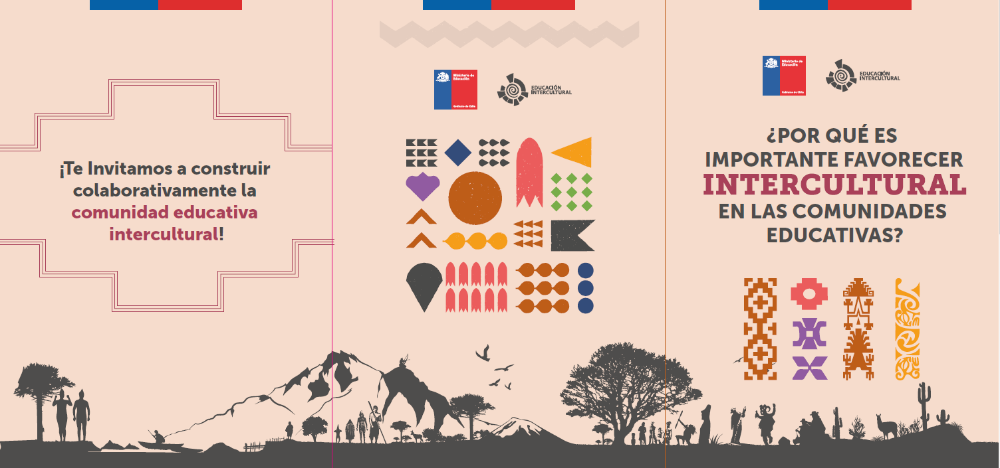 ¡Te Invitamos a construir
colaborativamente la
comunidad educativa
intercultural!
Ministerio de
Educación
Gobierno de Chile
EDUCACIÓN
INTERCULTURAL
Ministerio de
Educación
Gobierno de Chile
EDUCACIÓN
INTERCULTURAL
¿POR QUÉ ES
IMPORTANTE FAVORECER
INTERCULTURAL
EN LAS COMUNIDADES
EDUCATIVAS?